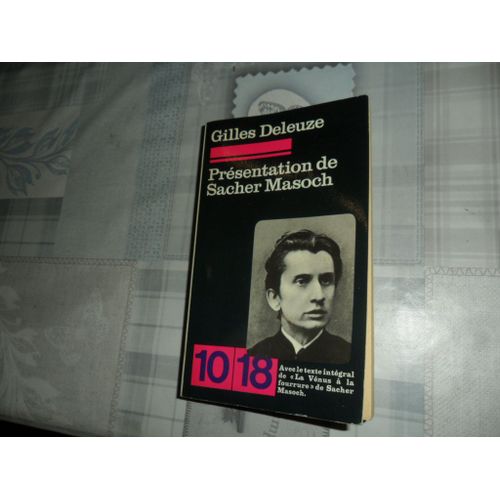 Gilles Deleuze
Présentation de
Sacher Masoch
10 18
Avec le texte intégral
de «La Vénus à la
fourrure» de Sacher
Masoch.